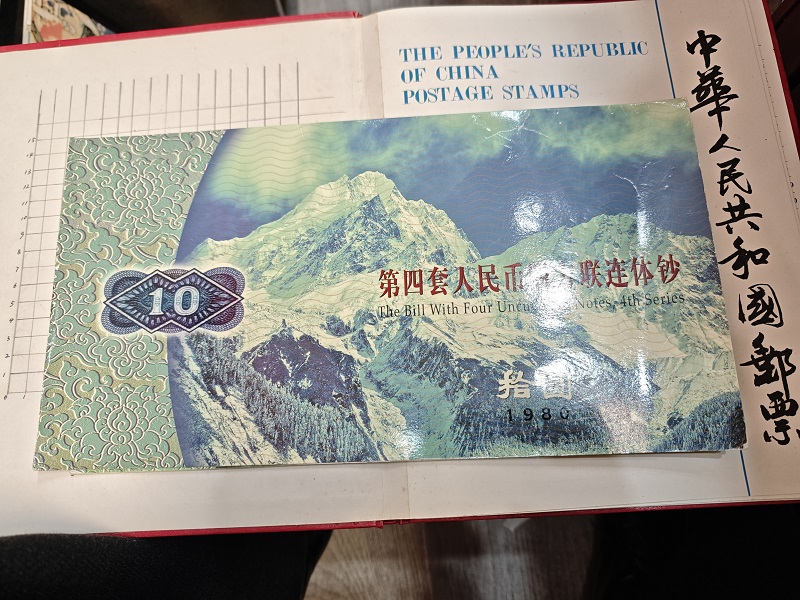 THE PEOPLE'S REPUBLIC
OF CHINA
POSTAGE STAMPS
中華人民共和國郵票
10
第四套人民币 联连体钞
The Bill With Four Notes, 4th Series
拾圆
1980